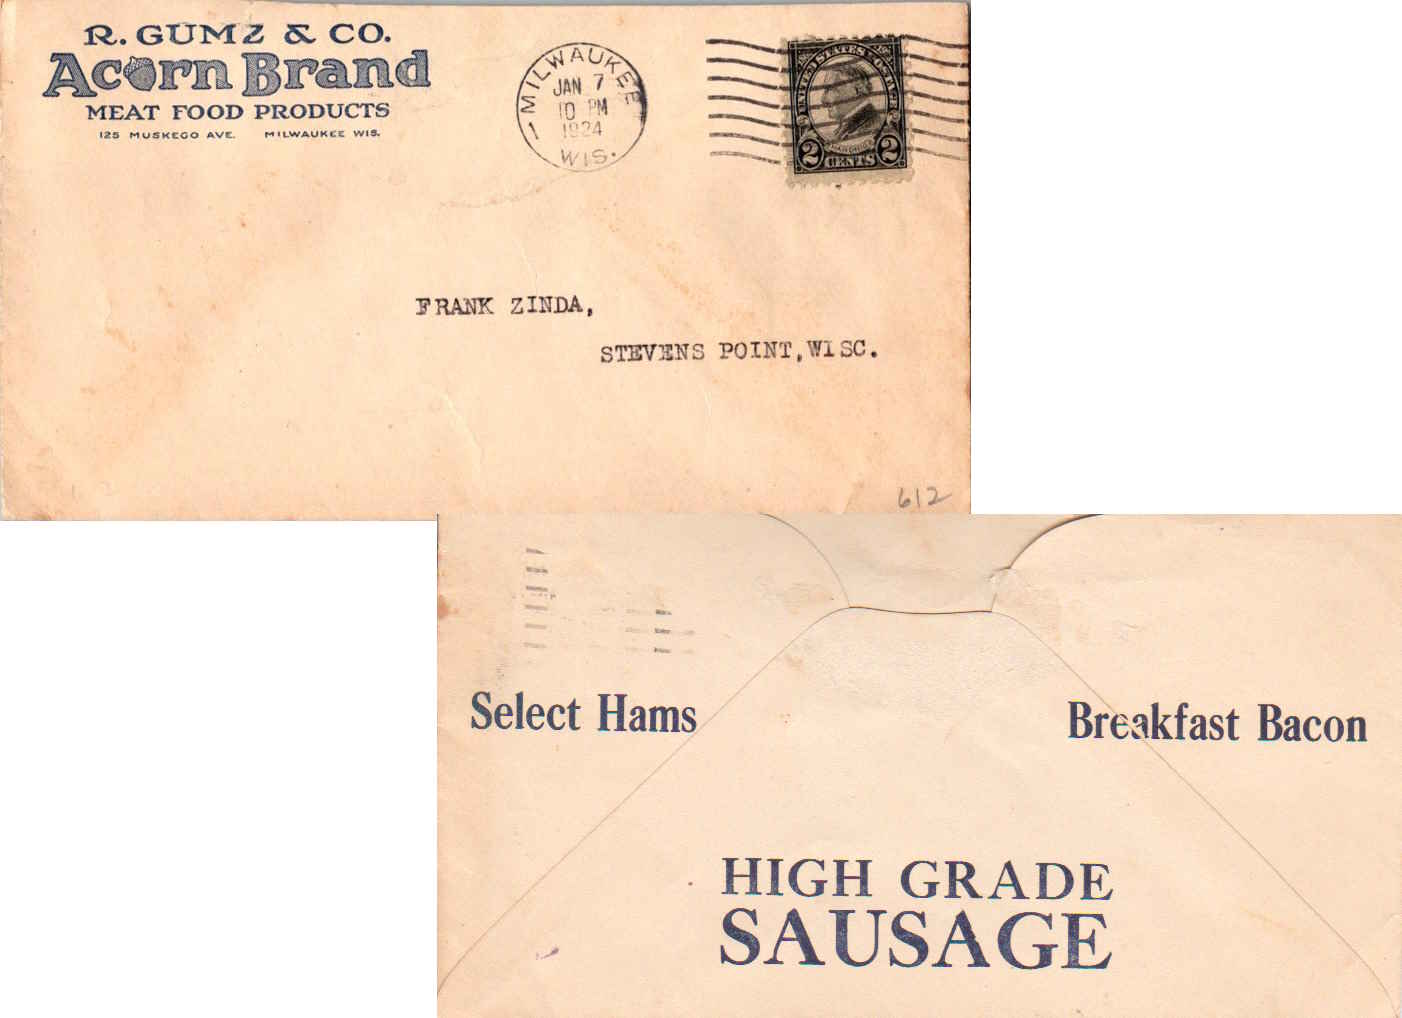 R. GUMZ & CO.
Acorn Brand
MEAT FOOD PRODUCTS
125 MUSKEGO AVE. MILWAUKEE WIS.
MILWAUKEE
JAN 7
10 PM
1924
WIS.
UNITED STATES POSTAGE
2 CENTS 2
FRANK ZINDA,
STEVENS POINT, WISC.
612
Select Hams
Breakfast Bacon
HIGH GRADE
SAUSAGE